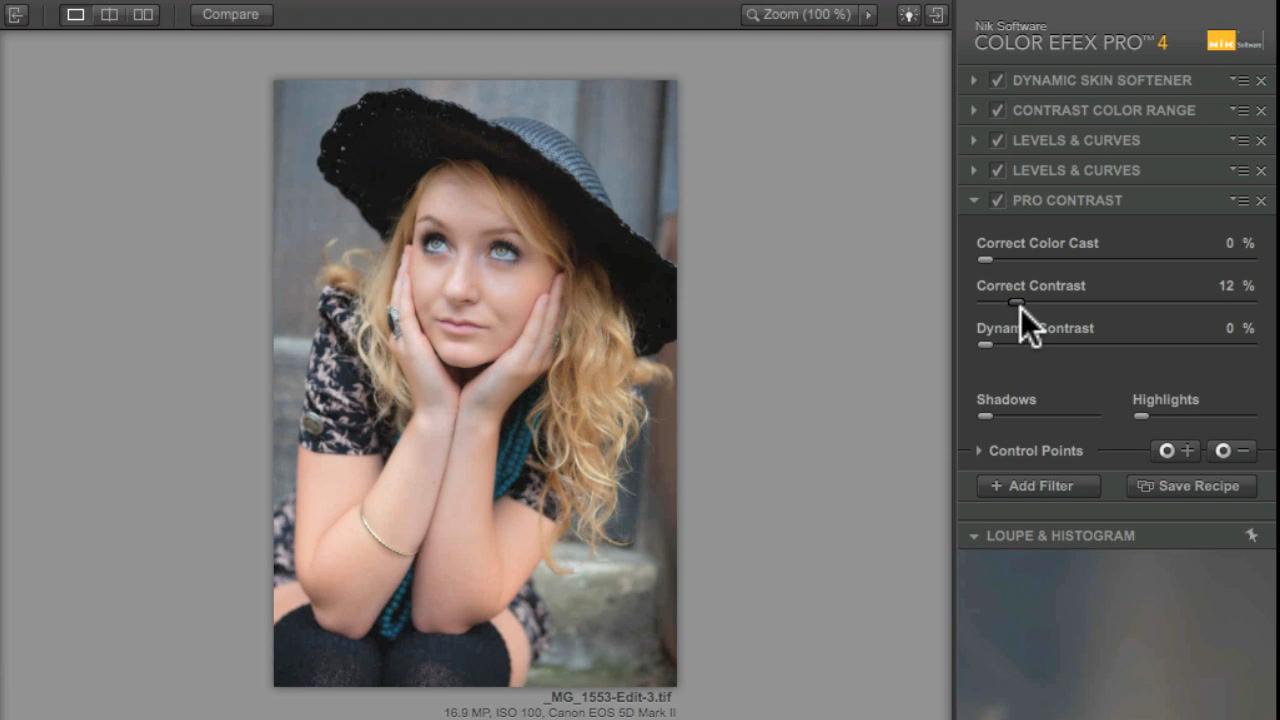 Compare
Zoom (100 %)
Nik Software
COLOR EFEX PRO™ 4
NiK Software
DYNAMIC SKIN SOFTENER
CONTRAST COLOR RANGE
LEVELS & CURVES
LEVELS & CURVES
PRO CONTRAST
Correct Color Cast 0 %
Correct Contrast 12 %
Contrast 0 %
Shadows Highlights
Control Points
+ Add Filter Save Recipe
LOUPE & HISTOGRAM
_MG_1553-Edit-3.tif
16.9 MP, ISO 100, Canon EOS 5D Mark II